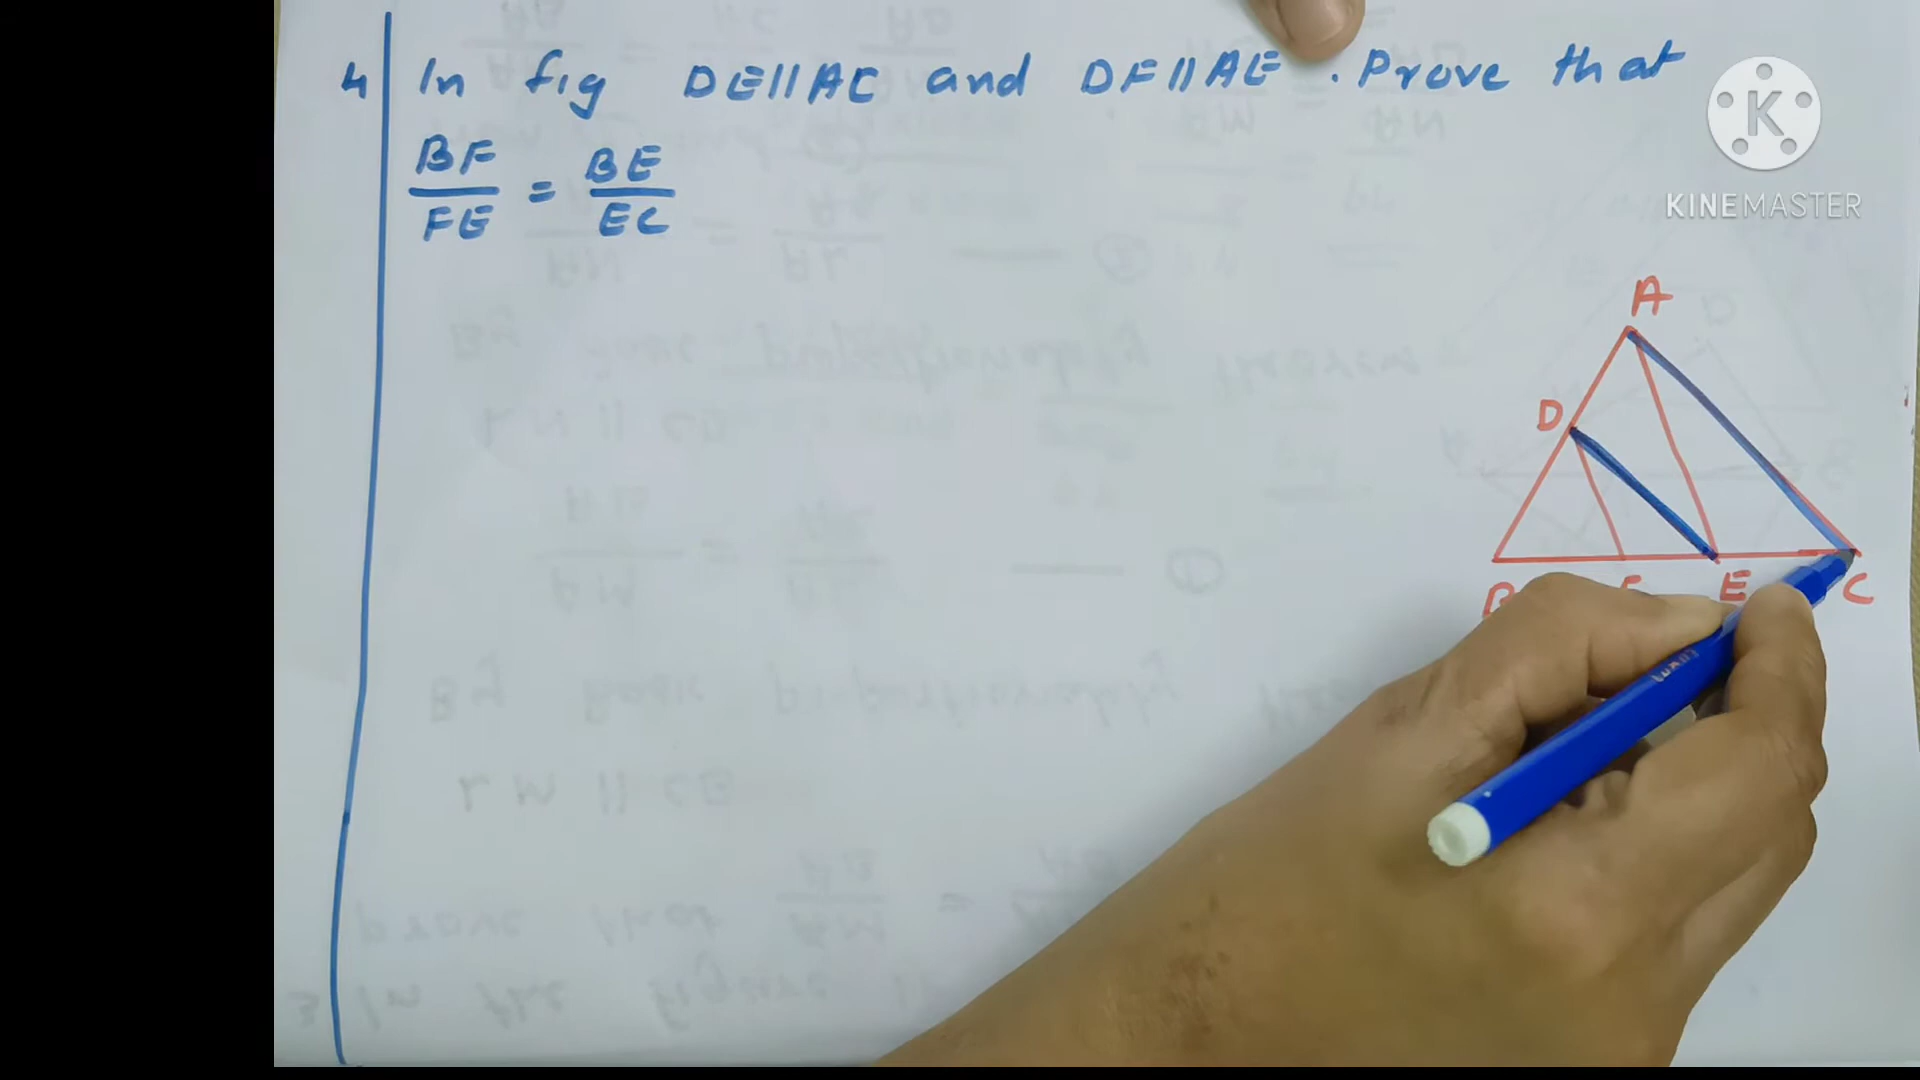 4 In fig DE||AC and DF||AE . Prove that
BF/FE = BE/EC
KINEMASTER
A
D
E C